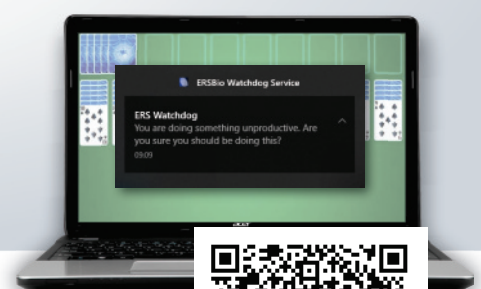 ERSBio Watchdog Service
ERS Watchdog
You are doing something unproductive. Are
you sure you should be doing this?
09:09